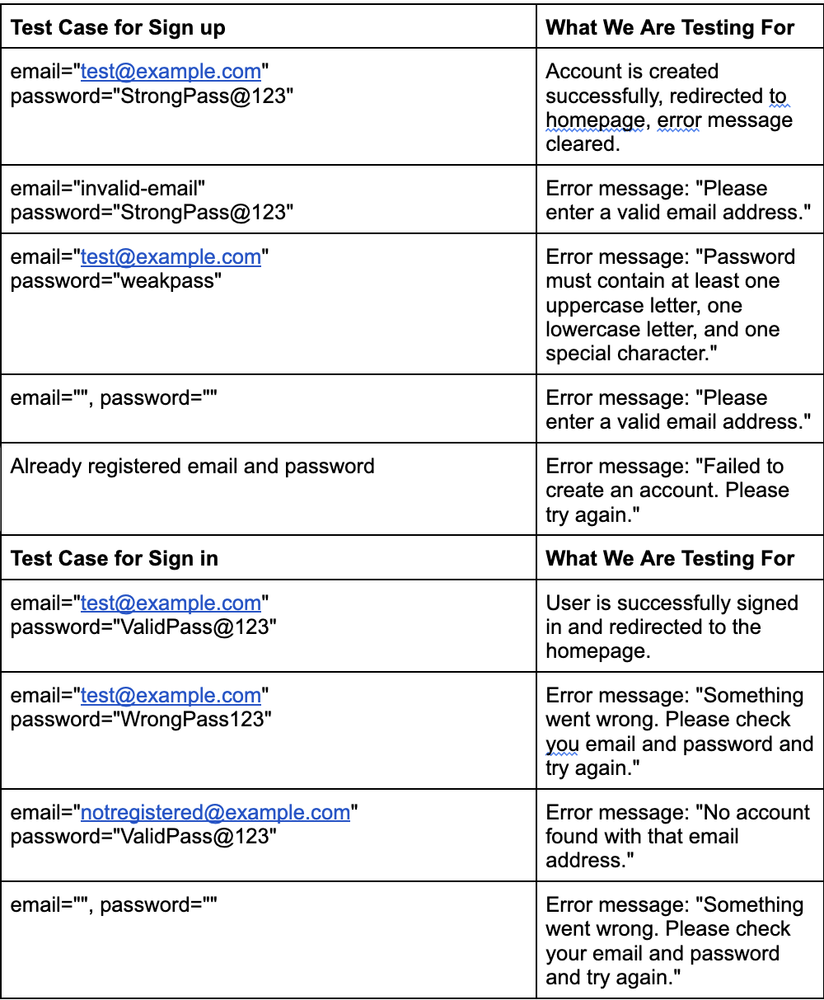 Test Case for Sign up
What We Are Testing For
email="test@example.com"
password="StrongPass@123"
Account is created
successfully, redirected to
homepage, error message
cleared.
email="invalid-email"
password="StrongPass@123"
Error message: "Please
enter a valid email address."
email="test@example.com"
password="weakpass"
Error message: "Password
must contain at least one
uppercase letter, one
lowercase letter, and one
special character."
email="", password=""
Error message: "Please
enter a valid email address."
Already registered email and password
Error message: "Failed to
create an account. Please
try again."
Test Case for Sign in
What We Are Testing For
email="test@example.com"
password="ValidPass@123"
User is successfully signed
in and redirected to the
homepage.
email="test@example.com"
password="WrongPass123"
Error message: "Something
went wrong. Please check
you email and password and
try again."
email="notregistered@example.com"
password="ValidPass@123"
Error message: "No account
found with that email
address."
email="", password=""
Error message: "Something
went wrong. Please check
your email and password
and try again."